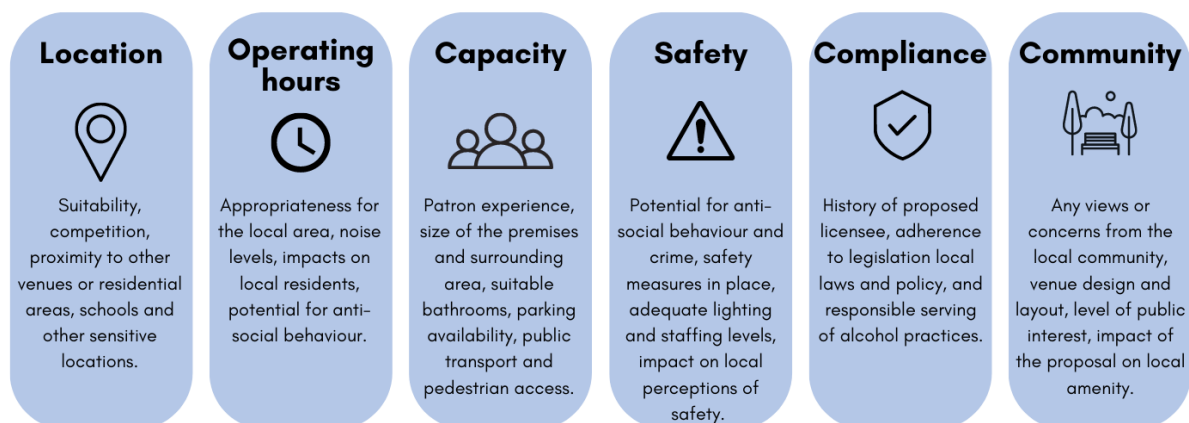 Location
Suitability,
competition,
proximity to other
venues or residential
areas, schools and
other sensitive
locations.
Operating
hours
Appropriateness for
the local area, noise
levels, impacts on
local residents,
potential for anti-
social behaviour.
Capacity
Patron experience,
size of the premises
and surrounding
area, suitable
bathrooms, parking
availability, public
transport and
pedestrian access.
Safety
Potential for anti-
social behaviour and
crime, safety
measures in place,
adequate lighting
and staffing levels,
impact on local
perceptions of
safety.
Compliance
History of proposed
licensee, adherence
to legislation local
laws and policy, and
responsible serving
of alcohol practices.
Community
Any views or
concerns from the
local community,
venue design and
layout, level of public
interest, impact of
the proposal on local
amenity.